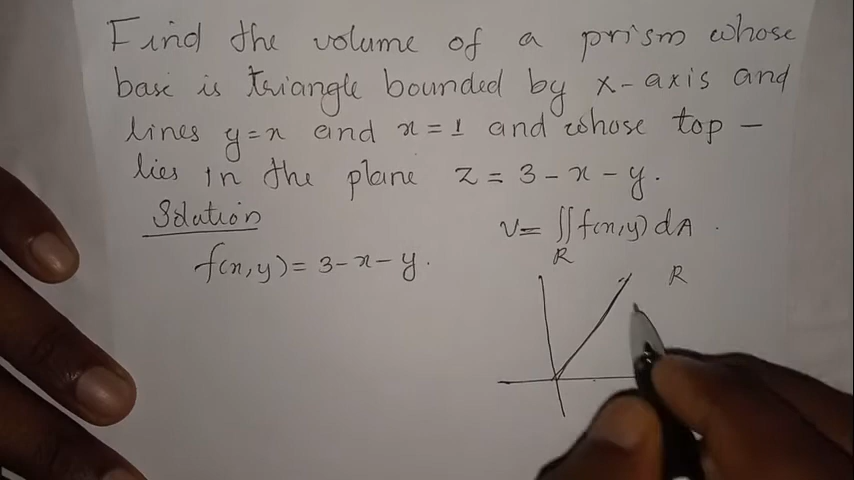 Find the volume of a prism whose
base is triangle bounded by x-axis and
lines y=x and x=1 and whose top -
lies in the plane z = 3-x-y.
Solution
V= ∬ f(x,y) dA .
R
f(x,y) = 3-x-y.
R